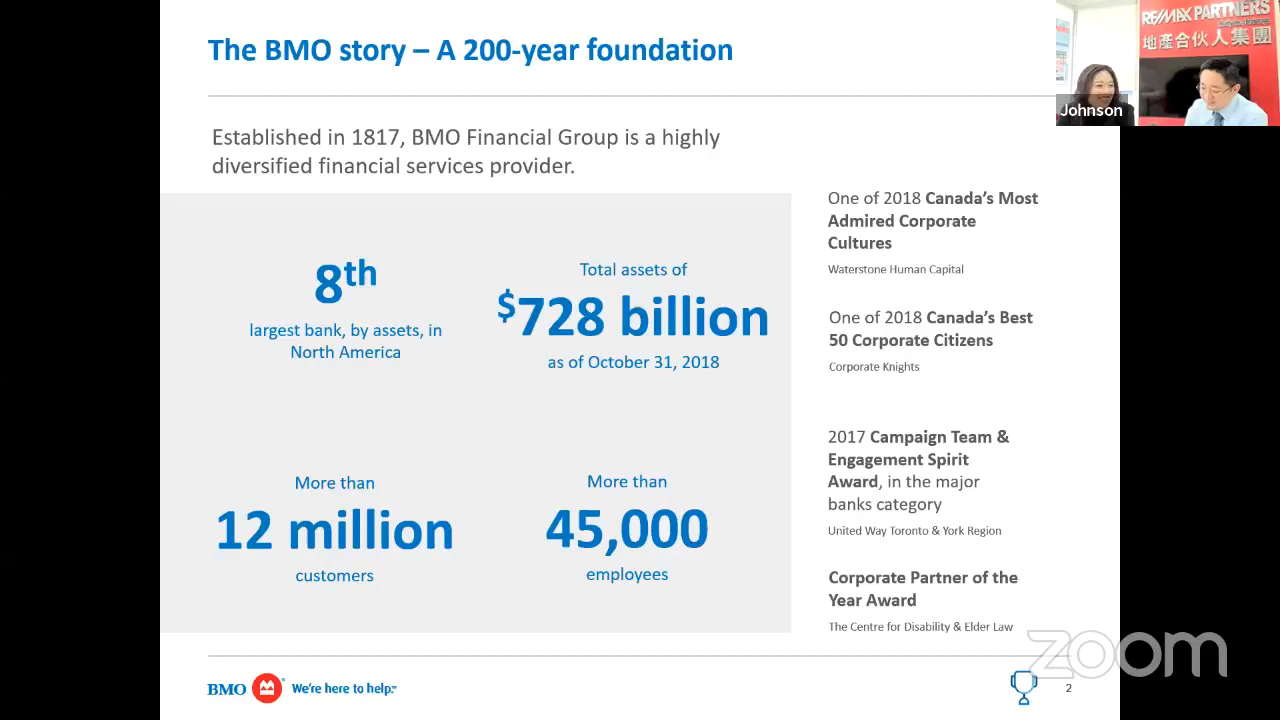 The BMO story – A 200-year foundation
RE/MAX PARTNERS
地產合伙人集團
Johnson
Established in 1817, BMO Financial Group is a highly
diversified financial services provider.
8th
largest bank, by assets, in
North America
Total assets of
$728 billion
as of October 31, 2018
More than
12 million
customers
More than
45,000
employees
One of 2018 Canada's Most
Admired Corporate
Cultures
Waterstone Human Capital
One of 2018 Canada's Best
50 Corporate Citizens
Corporate Knights
2017 Campaign Team &
Engagement Spirit
Award, in the major
banks category
United Way Toronto & York Region
Corporate Partner of the
Year Award
The Centre for Disability & Elder Law
BMO We're here to help.™
2
zoom